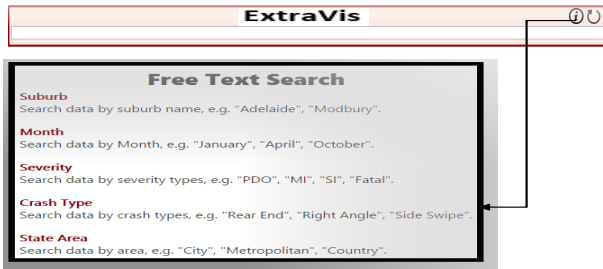 ExtraVis
Free Text Search
Suburb
Search data by suburb name, e.g. "Adelaide", "Modbury".
Month
Search data by Month, e.g. "January", "April", "October".
Severity
Search data by severity types, e.g. "PDO", "MI", "SI", "Fatal".
Crash Type
Search data by crash types, e.g. "Rear End", "Right Angle", "Side Swipe".
State Area
Search data by area, e.g. "City", "Metropolitan", "Country".